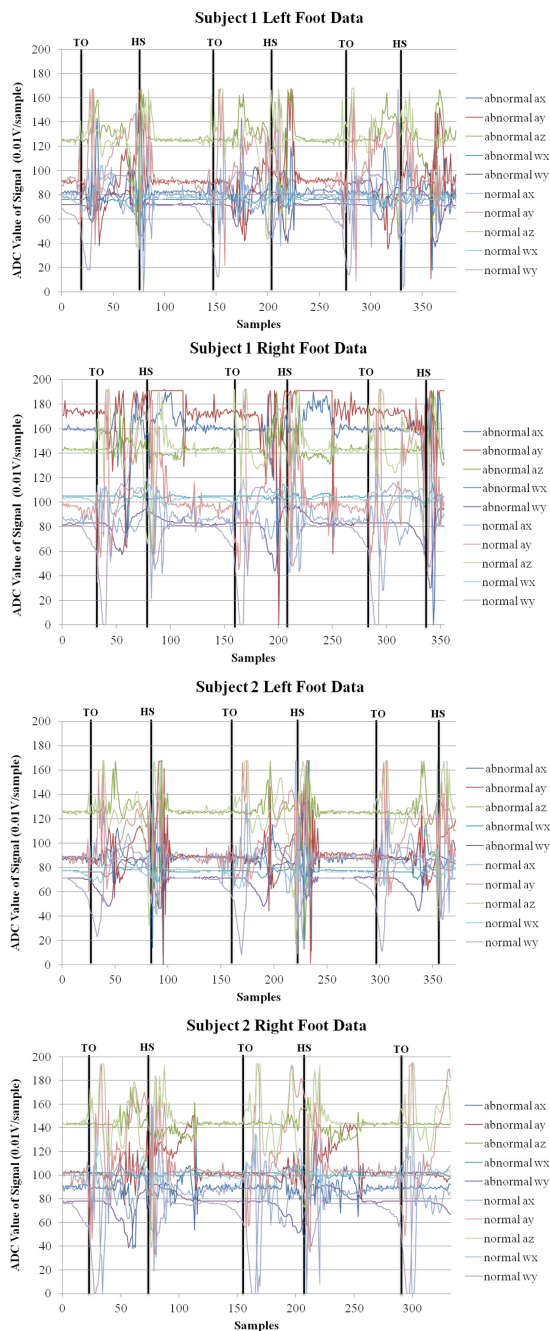 Subject 1 Left Foot Data
TO HS TO HS TO HS
200
180
160
140
120
100
80
60
40
20
0
ADC Value of Signal (0.01V/sample)
0 50 100 150 200 250 300 350
Samples
abnormal ax
abnormal ay
abnormal az
abnormal wx
abnormal wy
normal ax
normal ay
normal az
normal wx
normal wy
Subject 1 Right Foot Data
TO HS TO HS TO HS
200
180
160
140
120
100
80
60
40
20
0
ADC Value of Signal (0.01V/sample)
0 50 100 150 200 250 300 350
Samples
abnormal ax
abnormal ay
abnormal az
abnormal wx
abnormal wy
normal ax
normal ay
normal az
normal wx
normal wy
Subject 2 Left Foot Data
TO HS TO HS TO HS
200
180
160
140
120
100
80
60
40
20
0
ADC Value of Signal (0.01V/sample)
0 50 100 150 200 250 300 350
Samples
abnormal ax
abnormal ay
abnormal az
abnormal wx
abnormal wy
normal ax
normal ay
normal az
normal wx
normal wy
Subject 2 Right Foot Data
TO HS TO HS TO
200
180
160
140
120
100
80
60
40
20
0
ADC Value of Signal (0.01V/sample)
0 50 100 150 200 250 300
Samples
abnormal ax
abnormal ay
abnormal az
abnormal wx
abnormal wy
normal ax
normal ay
normal az
normal wx
normal wy